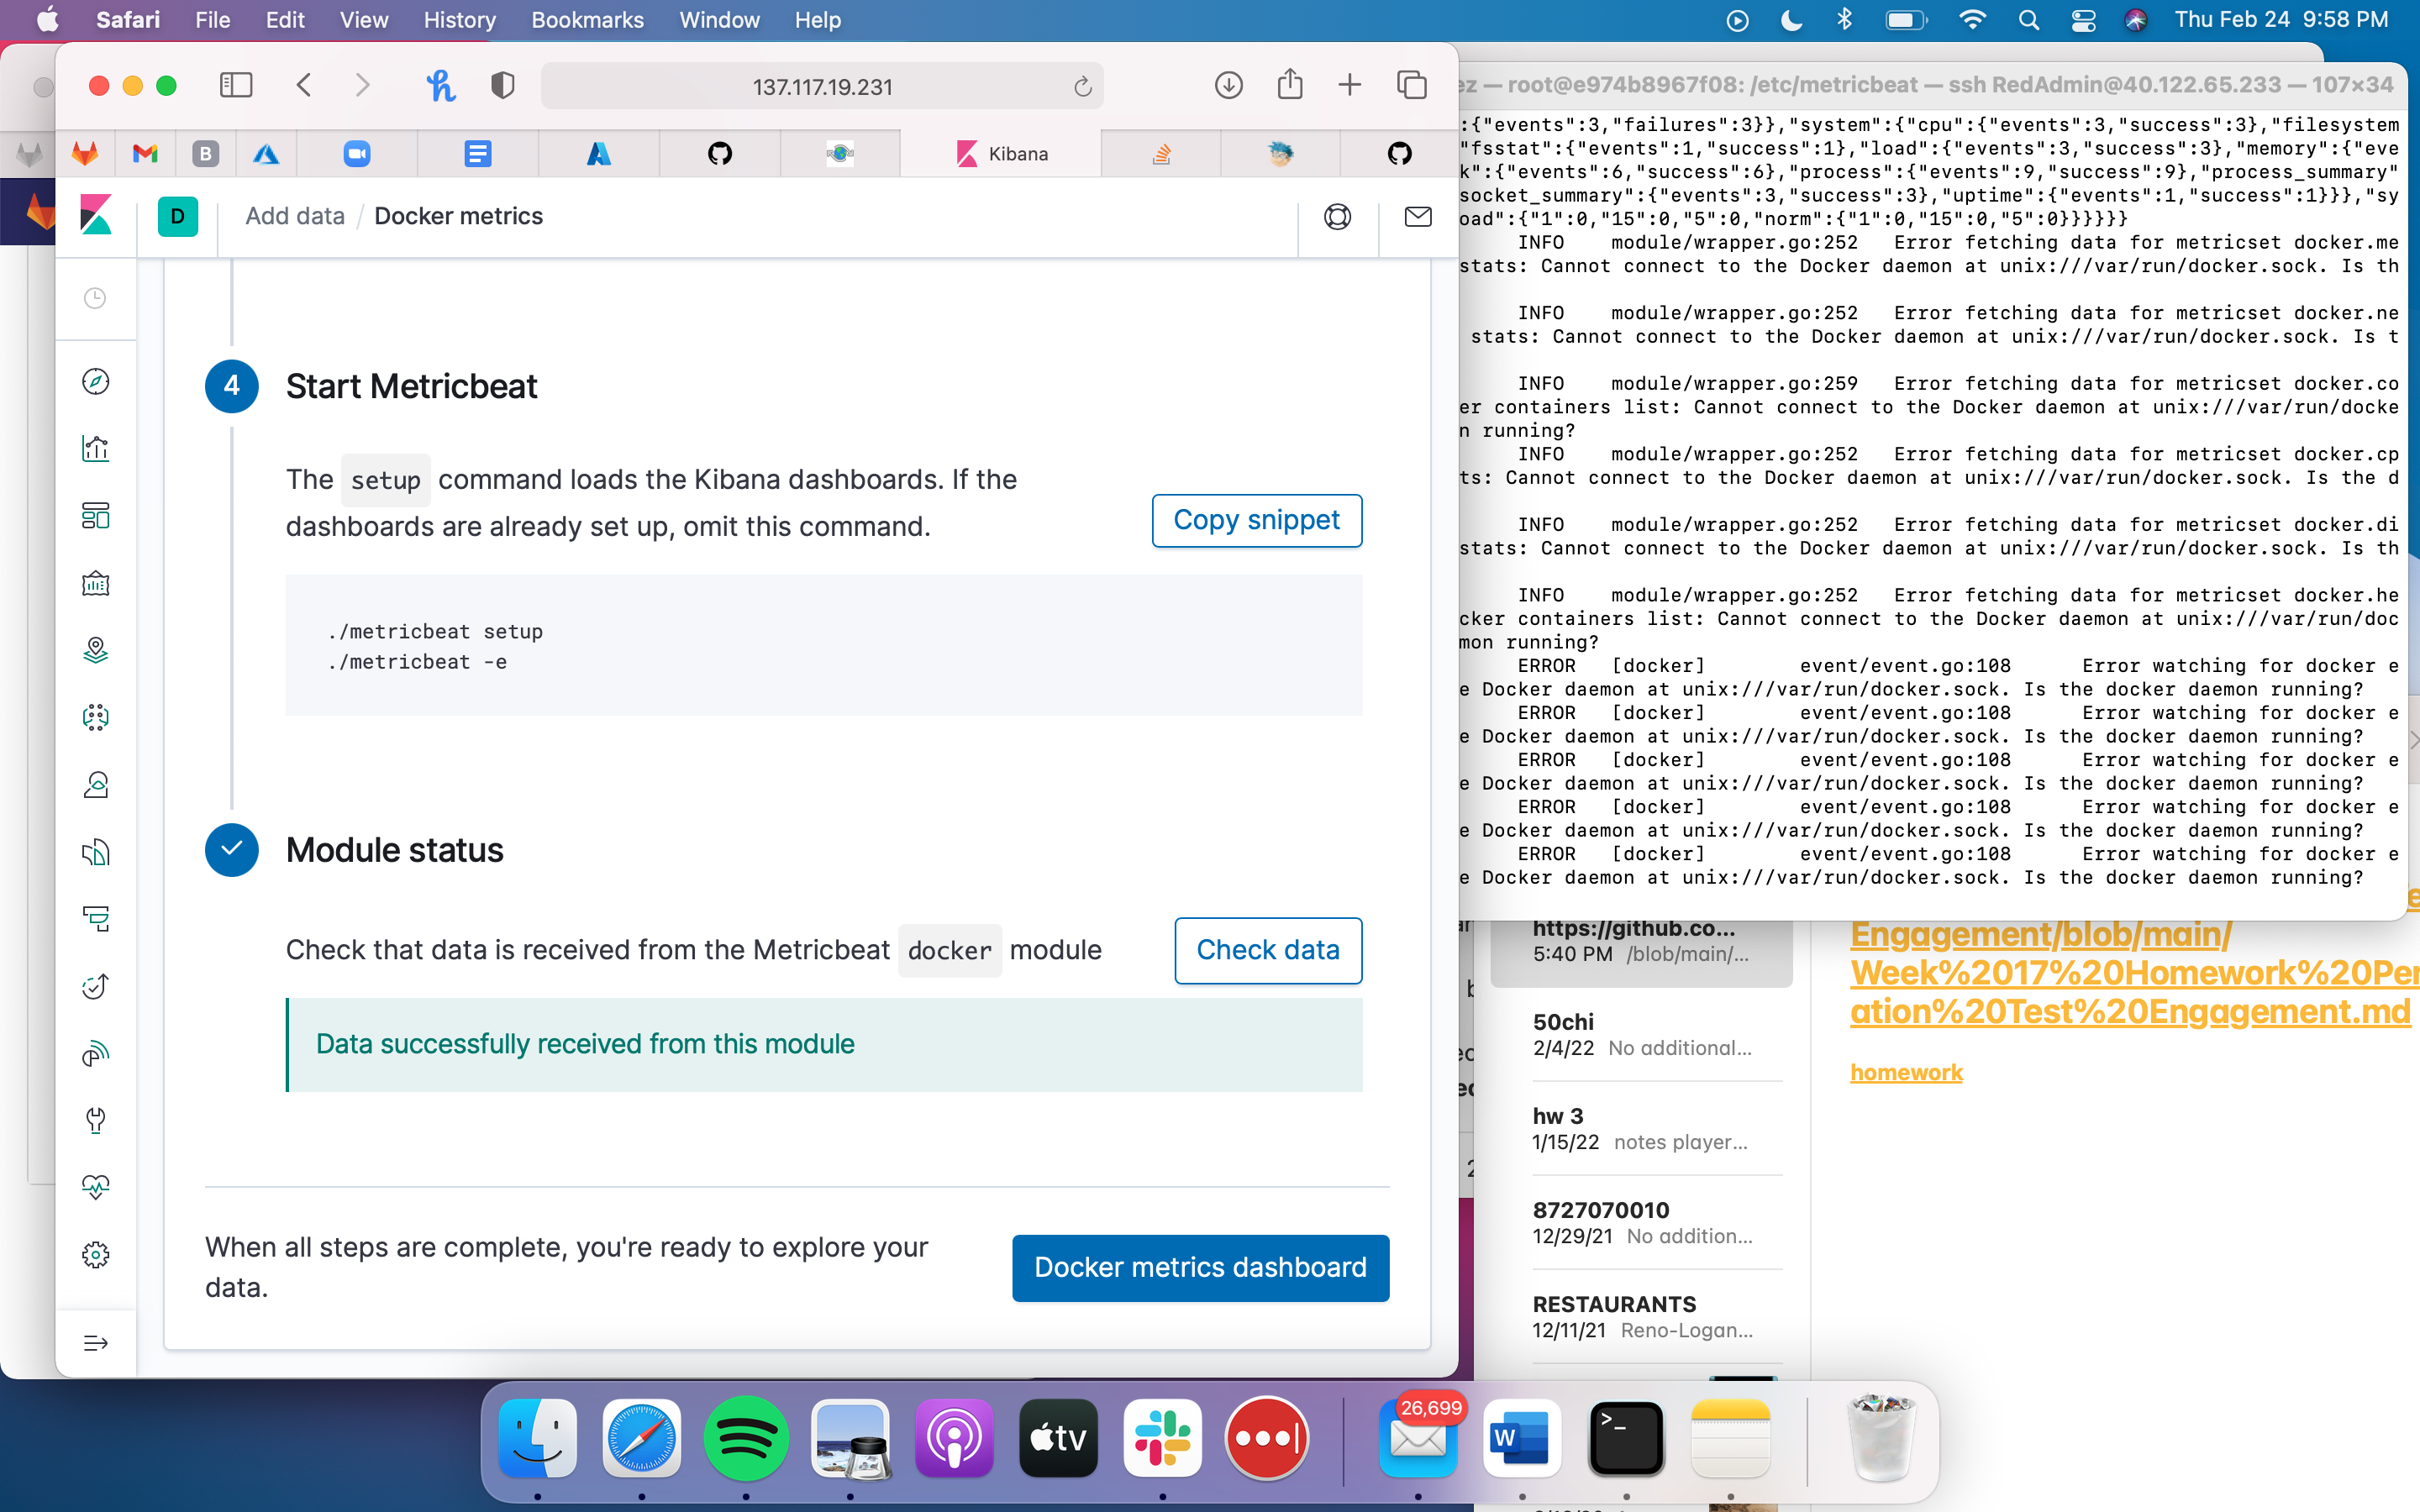 Safari File Edit View History Bookmarks Window Help Thu Feb 24 9:58 PM
137.117.19.231
Kibana
D Add data / Docker metrics
4 Start Metricbeat
The setup command loads the Kibana dashboards. If the
dashboards are already set up, omit this command.
Copy snippet
./metricbeat setup
./metricbeat -e
Module status
Check that data is received from the Metricbeat docker module
Check data
Data successfully received from this module
When all steps are complete, you're ready to explore your
data.
Docker metrics dashboard
ez — root@e974b8967f08: /etc/metricbeat — ssh RedAdmin@40.122.65.233 — 107×34
:{"events":3,"failures":3}},"system":{"cpu":{"events":3,"success":3},"filesystem
"fsstat":{"events":1,"success":1},"load":{"events":3,"success":3},"memory":{"eve
k":{"events":6,"success":6},"process":{"events":9,"success":9},"process_summary"
socket_summary":{"events":3,"success":3},"uptime":{"events":1,"success":1}}},"sy
oad":{"1":0,"15":0,"5":0,"norm":{"1":0,"15":0,"5":0}}}}}}
INFO module/wrapper.go:252 Error fetching data for metricset docker.me
stats: Cannot connect to the Docker daemon at unix:///var/run/docker.sock. Is th
INFO module/wrapper.go:252 Error fetching data for metricset docker.ne
stats: Cannot connect to the Docker daemon at unix:///var/run/docker.sock. Is t
INFO module/wrapper.go:259 Error fetching data for metricset docker.co
er containers list: Cannot connect to the Docker daemon at unix:///var/run/docke
n running?
INFO module/wrapper.go:252 Error fetching data for metricset docker.cp
ts: Cannot connect to the Docker daemon at unix:///var/run/docker.sock. Is the d
INFO module/wrapper.go:252 Error fetching data for metricset docker.di
stats: Cannot connect to the Docker daemon at unix:///var/run/docker.sock. Is th
INFO module/wrapper.go:252 Error fetching data for metricset docker.he
cker containers list: Cannot connect to the Docker daemon at unix:///var/run/doc
mon running?
ERROR [docker] event/event.go:108 Error watching for docker e
e Docker daemon at unix:///var/run/docker.sock. Is the docker daemon running?
ERROR [docker] event/event.go:108 Error watching for docker e
e Docker daemon at unix:///var/run/docker.sock. Is the docker daemon running?
ERROR [docker] event/event.go:108 Error watching for docker e
e Docker daemon at unix:///var/run/docker.sock. Is the docker daemon running?
ERROR [docker] event/event.go:108 Error watching for docker e
e Docker daemon at unix:///var/run/docker.sock. Is the docker daemon running?
ERROR [docker] event/event.go:108 Error watching for docker e
e Docker daemon at unix:///var/run/docker.sock. Is the docker daemon running?
https://github.co...
5:40 PM /blob/main/...
50chi
2/4/22 No additional...
hw 3
1/15/22 notes player...
8727070010
12/29/21 No addition...
RESTAURANTS
12/11/21 Reno-Logan...
Engagement/blob/main/
Week%2017%20Homework%20Per
ation%20Test%20Engagement.md
homework
tv
26,699
W
>_